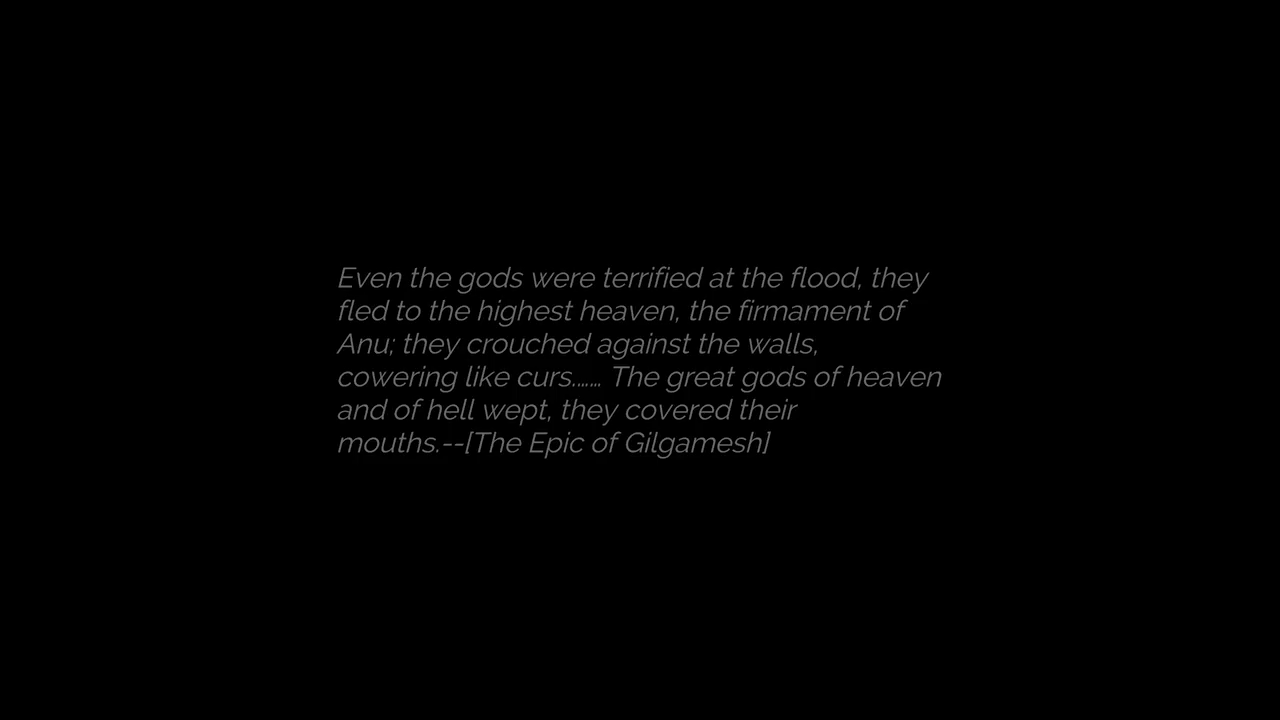 Even the gods were terrified at the flood, they
fled to the highest heaven, the firmament of
Anu; they crouched against the walls,
cowering like curs.…… The great gods of heaven
and of hell wept, they covered their
mouths.--[The Epic of Gilgamesh]